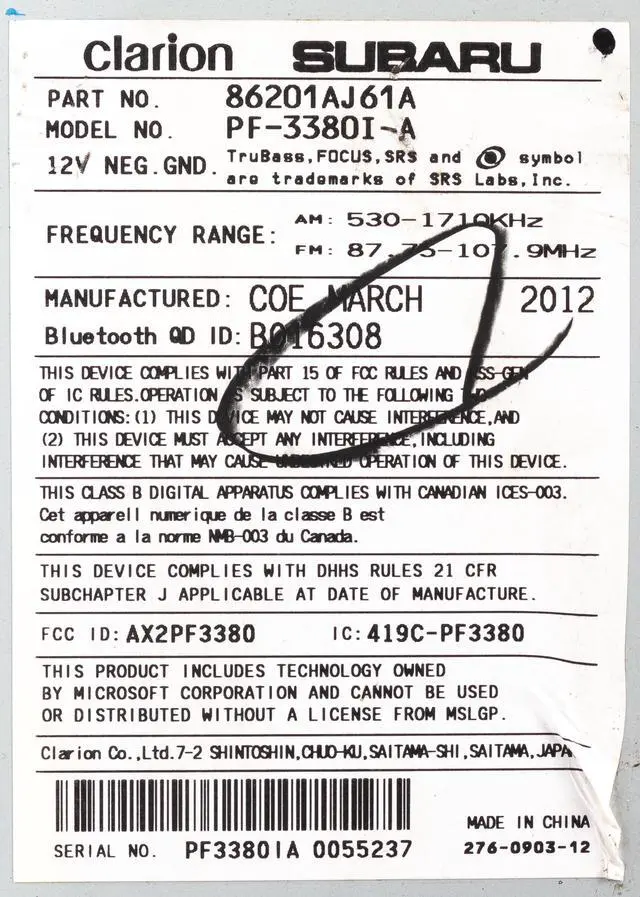 clarion SUBARU
PART NO. 86201AJ61A
MODEL NO. PF-3380I-A
12V NEG.GND. TruBass,FOCUS,SRS and symbol
are trademarks of SRS Labs,Inc.
FREQUENCY RANGE: AM: 530-1710KHz
FM: 87.75-107.9MHz
MANUFACTURED: COE MARCH 2012
Bluetooth QD ID: B016308
THIS DEVICE COMPLIES WITH PART 15 OF FCC RULES AND RSS-GEN
OF IC RULES.OPERATION IS SUBJECT TO THE FOLLOWING TWO
CONDITIONS:(1) THIS DEVICE MAY NOT CAUSE INTERFERENCE,AND
(2) THIS DEVICE MUST ACCEPT ANY INTERFERENCE,INCLUDING
INTERFERENCE THAT MAY CAUSE UNDESIRED OPERATION OF THIS DEVICE.
THIS CLASS B DIGITAL APPARATUS COMPLIES WITH CANADIAN ICES-003.
Cet appareil numerique de la classe B est
conforme a la norme NMB-003 du Canada.
THIS DEVICE COMPLIES WITH DHHS RULES 21 CFR
SUBCHAPTER J APPLICABLE AT DATE OF MANUFACTURE.
FCC ID: AX2PF3380 IC: 419C-PF3380
THIS PRODUCT INCLUDES TECHNOLOGY OWNED
BY MICROSOFT CORPORATION AND CANNOT BE USED
OR DISTRIBUTED WITHOUT A LICENSE FROM MSLGP.
Clarion Co.,Ltd.7-2 SHINTOSHIN,CHUO-KU,SAITAMA-SHI,SAITAMA,JAPAN
MADE IN CHINA
SERIAL NO. PF3380IA 0055237 276-0903-12